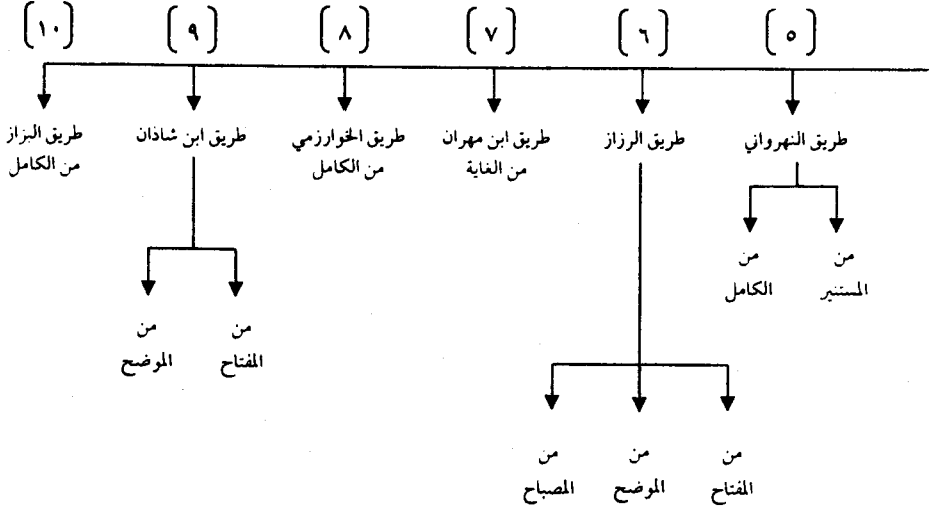 (٥) (٦) (٧) (٨) (٩) (١٠)
طريق النهرواني
طريق الرزاز
طريق ابن مهران
من الغاية
طريق الخوارزمي
من الكامل
طريق ابن شاذان
طريق البزاز
من الكامل
من
المستنير
من
الكامل
من
المفتاح
من
الموضح
من
المفتاح
من
الموضح
من
المصباح